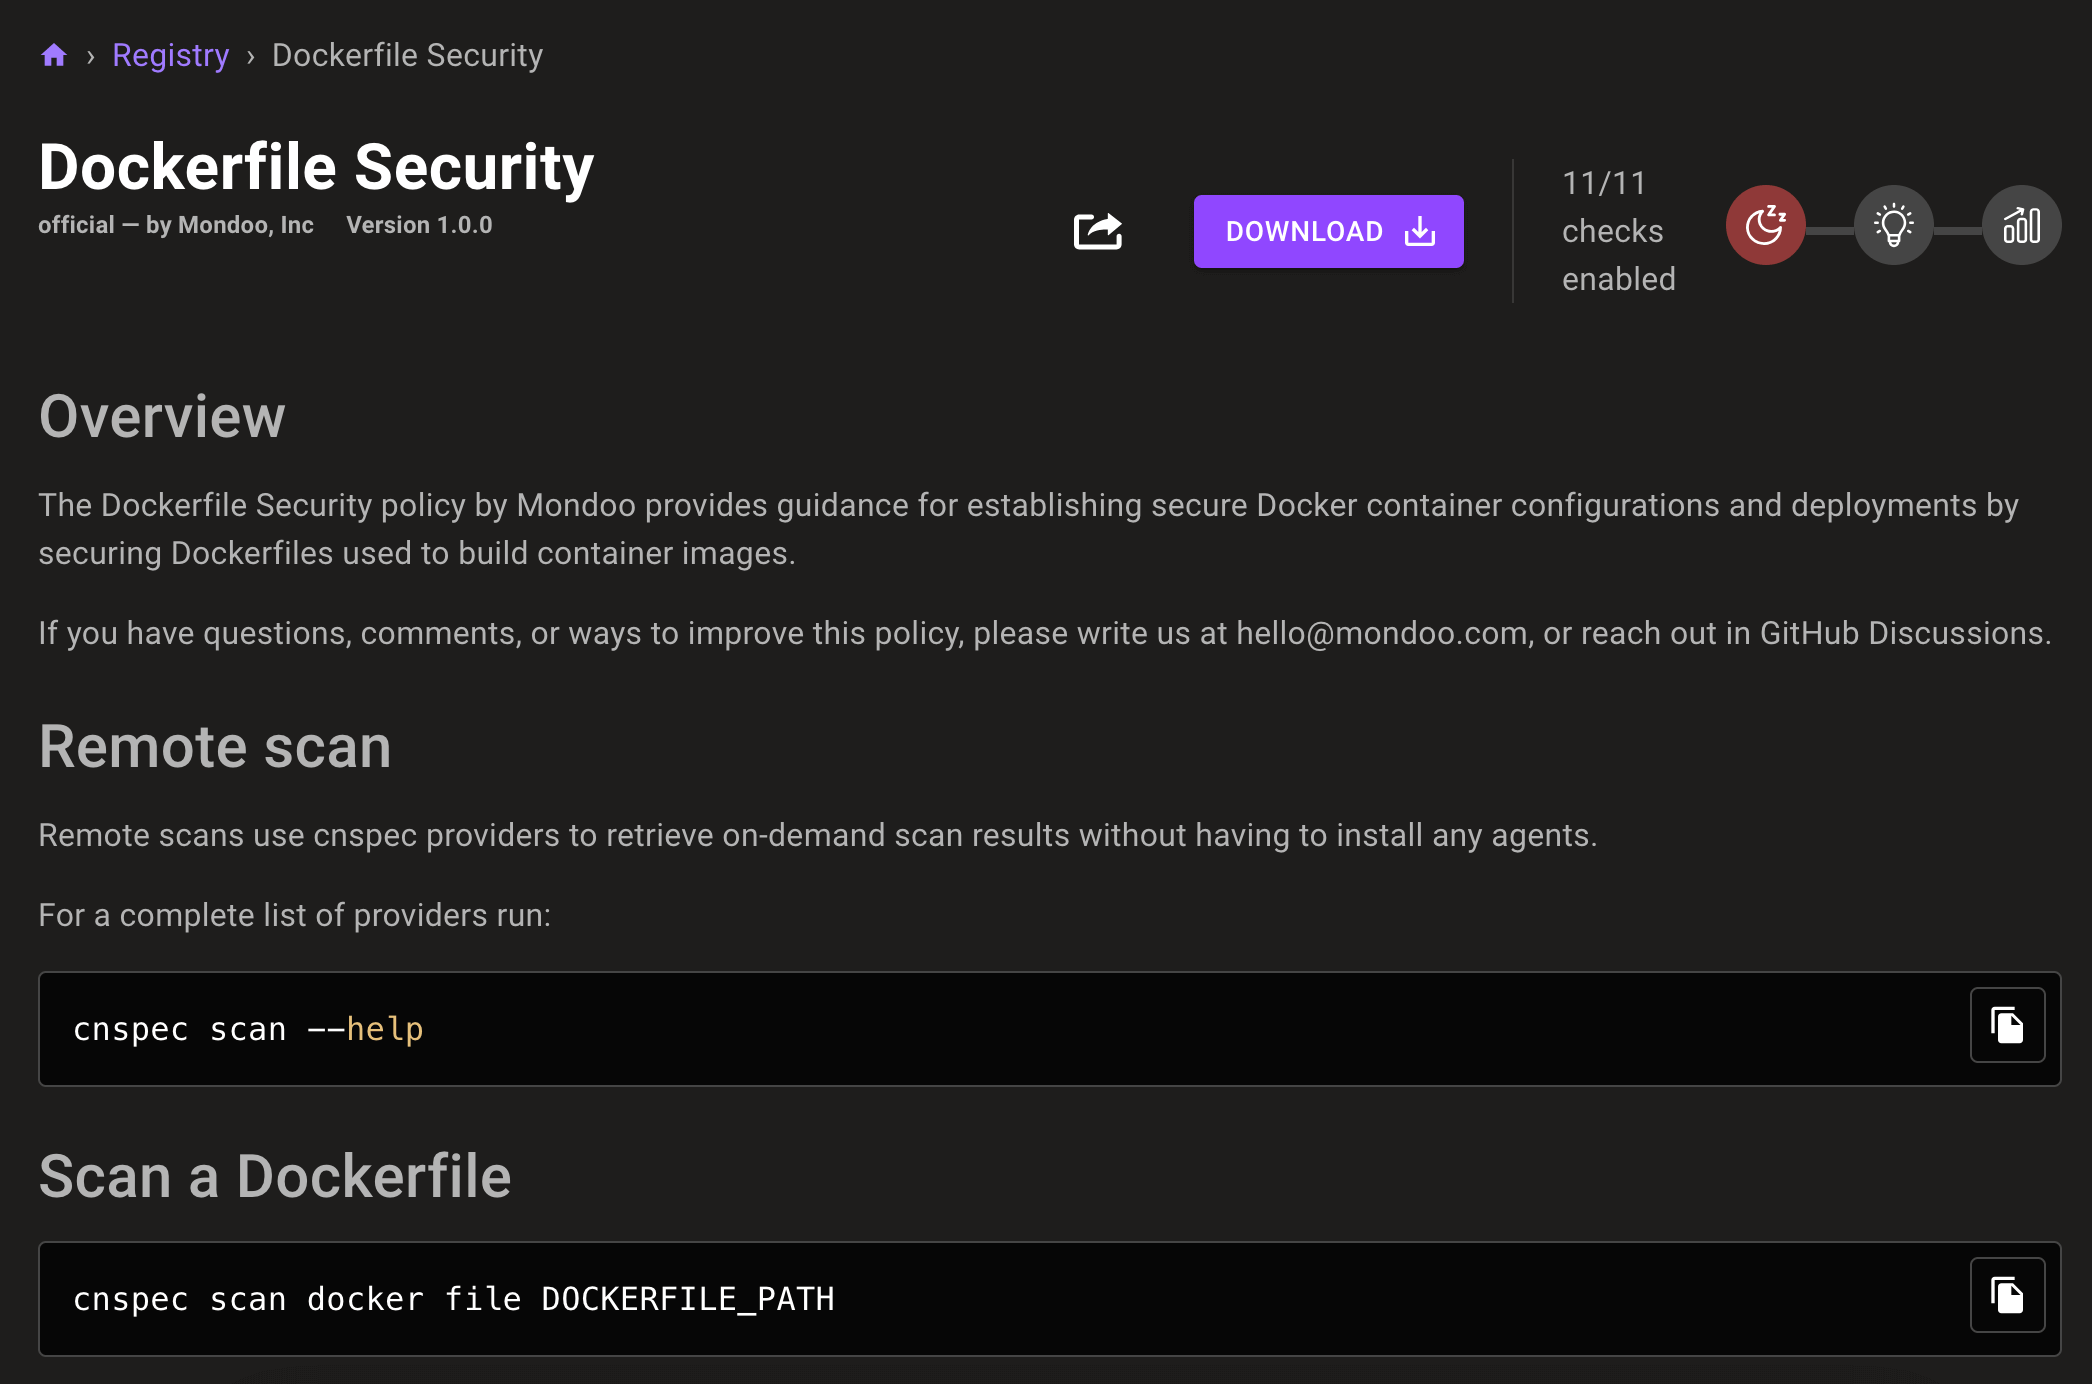 › Registry › Dockerfile Security
Dockerfile Security
official — by Mondoo, Inc Version 1.0.0
DOWNLOAD
11/11
checks
enabled
Overview
The Dockerfile Security policy by Mondoo provides guidance for establishing secure Docker container configurations and deployments by
securing Dockerfiles used to build container images.
If you have questions, comments, or ways to improve this policy, please write us at hello@mondoo.com, or reach out in GitHub Discussions.
Remote scan
Remote scans use cnspec providers to retrieve on-demand scan results without having to install any agents.
For a complete list of providers run:
cnspec scan --help
Scan a Dockerfile
cnspec scan docker file DOCKERFILE_PATH